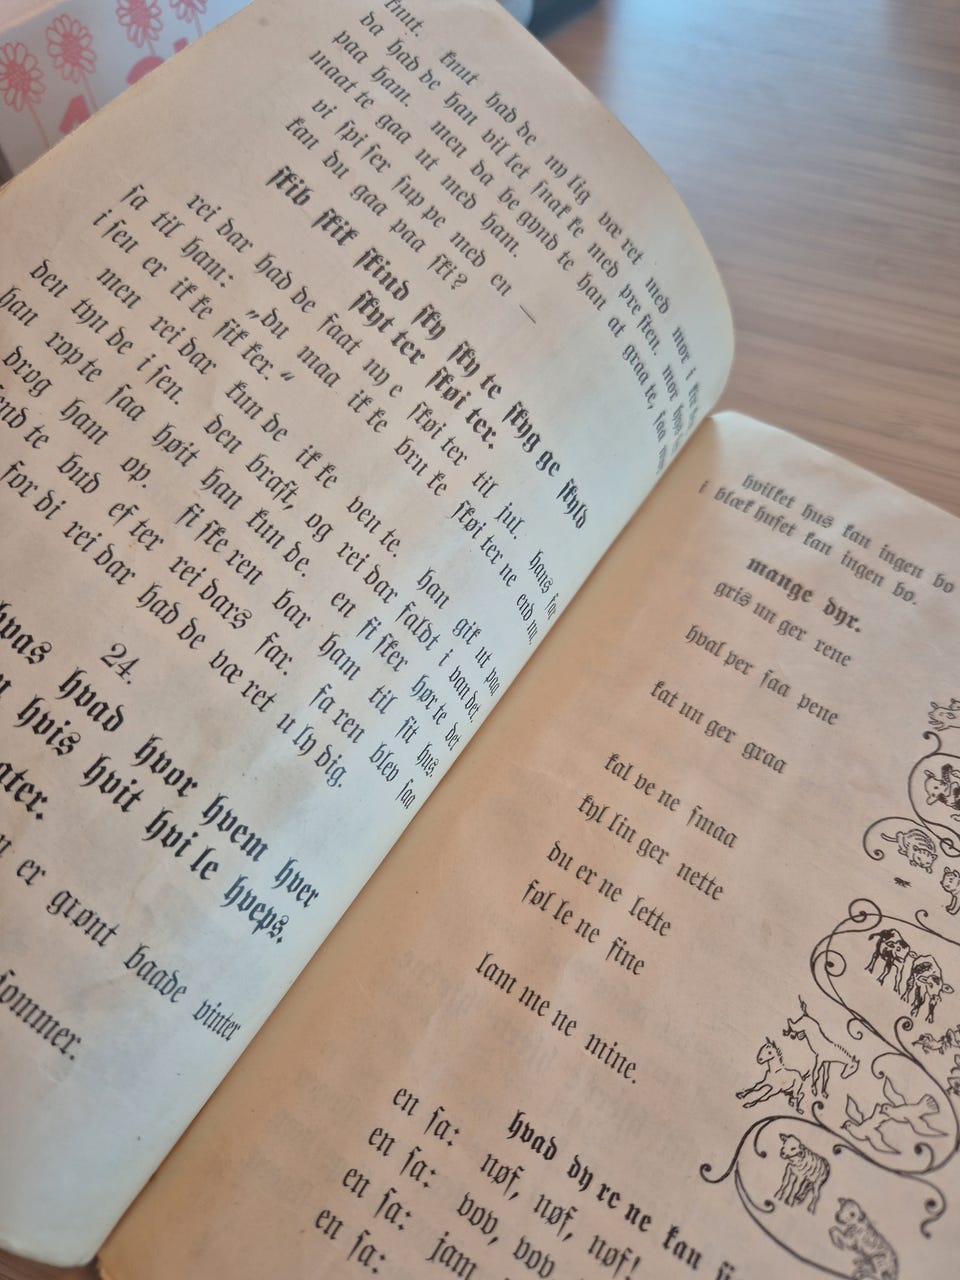 knut. knut had de ny lig væ ret med mor i
da had de han vil let snak ke med pre sten. mor
paa ham. men da be gynd te han at graa te, saa mor
maat te gaa ut med ham.
vi spi ser sup pe med en —
kan du gaa paa ski?
skib skik skind sky sky te skyg ge skyld
skyt ter skøi ter.
rei dar had de faat ny e skøi ter til jul. hans far
sa til ham: „du maa ik ke bru ke skøi ter ne end nu,
i sen er ik ke sik ker.“
men rei dar kun de ik ke ven te. han gik ut paa
den tyn de i sen. den brast, og rei dar faldt i van det.
han røp te saa høit han kun de. en fi sker hør te det
drog ham op. fi ske ren bar ham til sit hus.
end te bud ef ter rei dars far. fa ren blev saa
for di rei dar had de væ ret u ly dig.
24.
hvas hvad hvor hvem hver
hvis hvit hvi le hveps.
ater.
er grønt baade vinter
sommer.
hvilket hus kan ingen bo
i blækhuset kan ingen bo.
mange dyr.
gris un ger rene
hval per saa pene
kat un ger graa
kal ve ne smaa
kyl lin ger nette
du er ne lette
føl le ne fine
lam me ne mine.
hvad dy re ne kan
en sa: nøf, nøf, nøf!
en sa: vov, vov
en sa: jam
en sa: